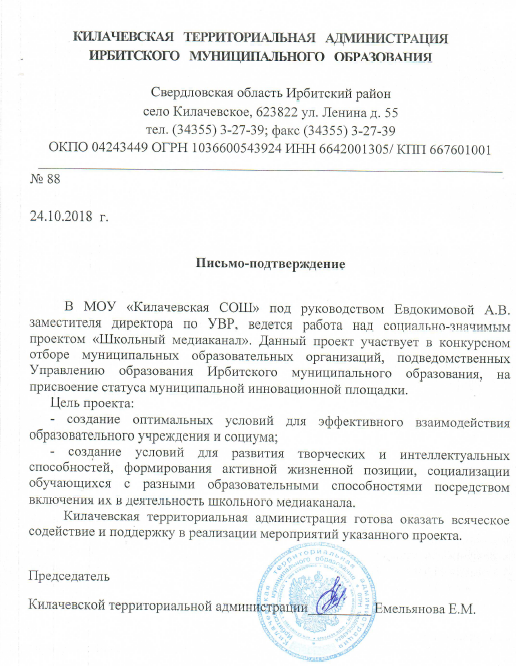 КИЛАЧЕВСКАЯ ТЕРРИТОРИАЛЬНАЯ АДМИНИСТРАЦИЯ
ИРБИТСКОГО МУНИЦИПАЛЬНОГО ОБРАЗОВАНИЯ
Свердловская область Ирбитский район
село Килачевское, 623822 ул. Ленина д. 55
тел. (34355) 3-27-39; факс (34355) 3-27-39
ОКПО 04243449 ОГРН 1036600543924 ИНН 6642001305/ КПП 667601001
№ 88
24.10.2018 г.
Письмо-подтверждение
В МОУ «Килачевская СОШ» под руководством Евдокимовой А.В.
заместителя директора по УВР, ведется работа над социально-значимым
проектом «Школьный медиаканал». Данный проект участвует в конкурсном
отборе муниципальных образовательных организаций, подведомственных
Управлению образования Ирбитского муниципального образования, на
присвоение статуса муниципальной инновационной площадки.
Цель проекта:
- создание оптимальных условий для эффективного взаимодействия
образовательного учреждения и социума;
- создание условий для развития творческих и интеллектуальных
способностей, формирования активной жизненной позиции, социализации
обучающихся с разными образовательными способностями посредством
включения их в деятельность школьного медиаканала.
Килачевская территориальная администрация готова оказать всяческое
содействие и поддержку в реализации мероприятий указанного проекта.
Председатель
Килачевской территориальной администрации Емельянова Е.М.